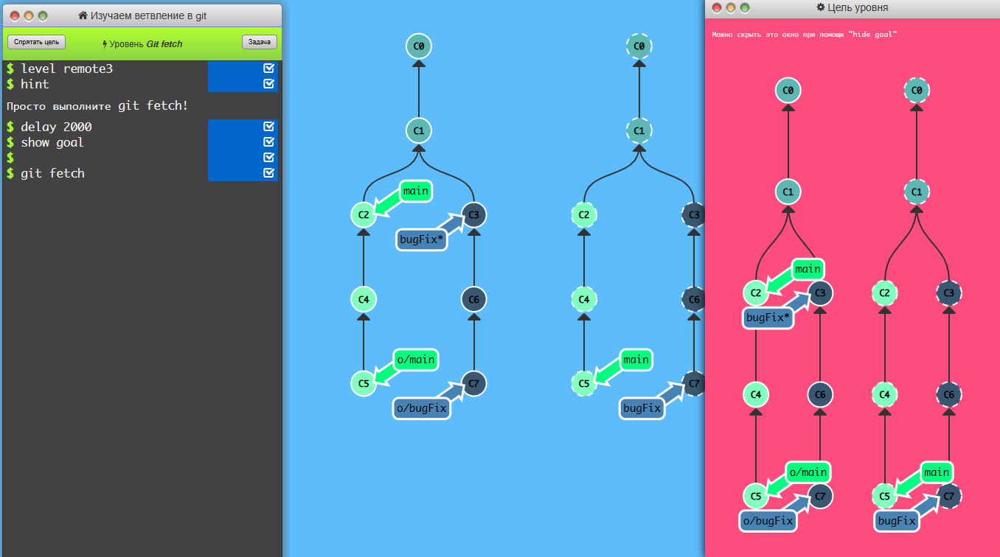 Изучаем ветвление в git
Спрятать цель
Уровень Git fetch
Задача
$ level remote3
$ hint
Просто выполните git fetch!
$ delay 2000
$ show goal
$
$ git fetch
C0
C1
main
C2
C3
bugFix*
C4
C6
o/main
C5
C7
o/bugFix
C0
C1
C2
C3
C4
C6
main
C5
C7
bugFix
Цель уровня
Можно скрыть это окно при помощи "hide goal"
C0
C1
main
C2
C3
bugFix*
C4
C6
o/main
C5
C7
o/bugFix
C0
C1
C2
C3
C4
C6
main
C5
C7
bugFix